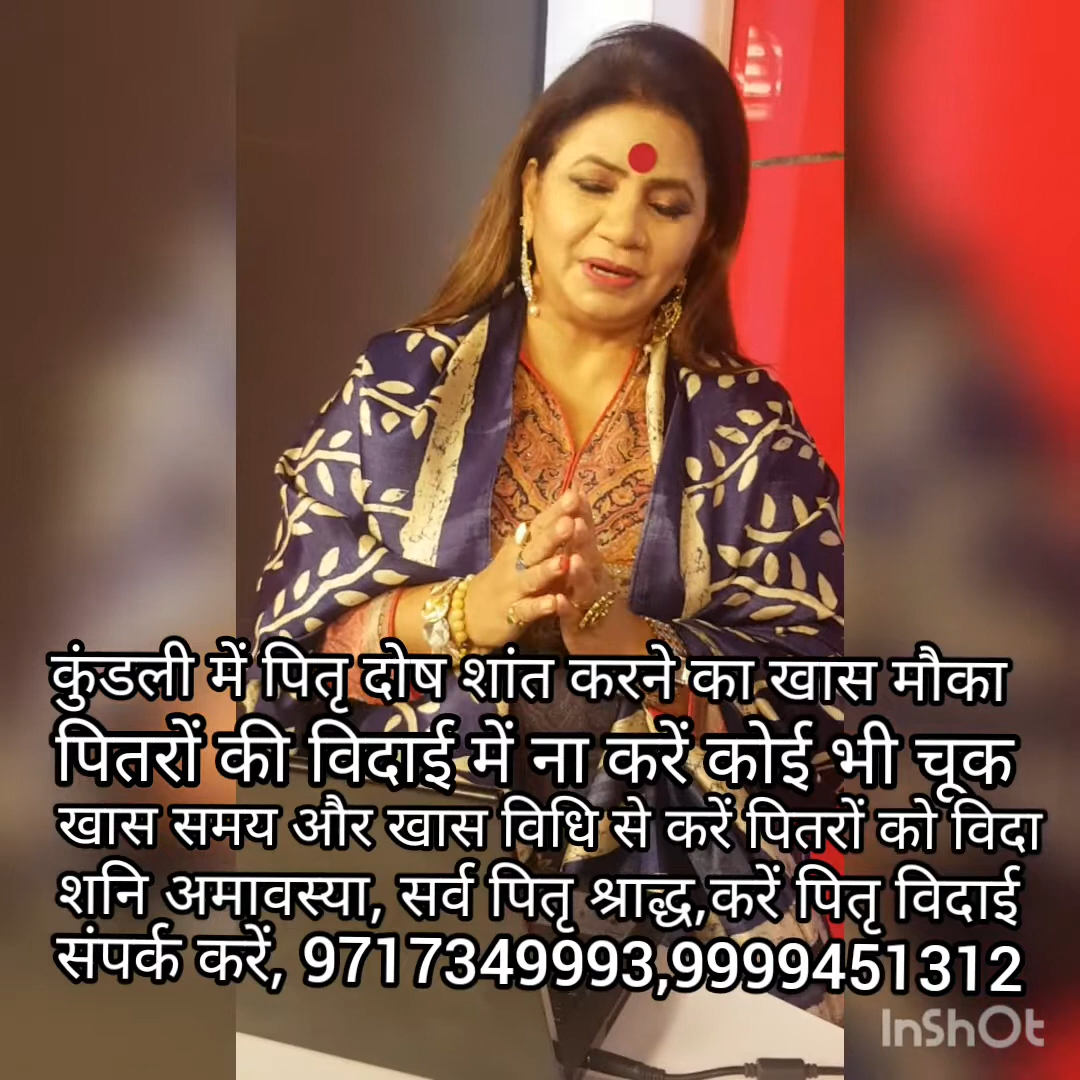 कुंडली में पितृ दोष शांत करने का खास मौका
पितरों की विदाई में ना करें कोई भी चूक
खास समय और खास विधि से करें पितरों को विदा
शनि अमावस्या, सर्व पितृ श्राद्ध,करें पितृ विदाई
संपर्क करें, 9717349993,9999451312
InShOt